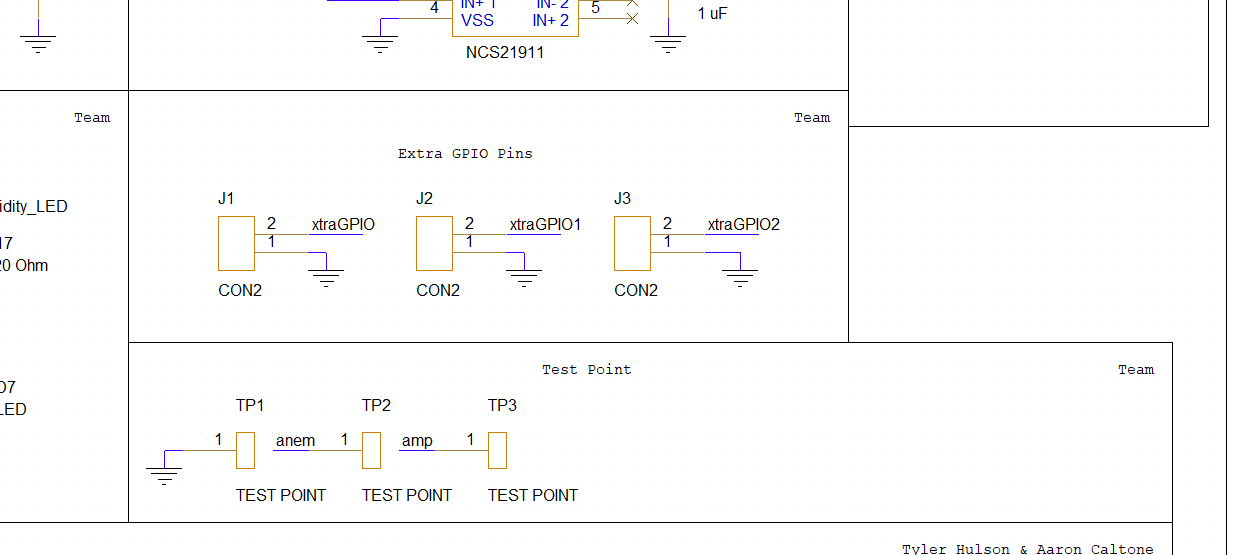 4 IN+ 1 IN- 2 5
VSS IN+ 2
1 uF
NCS21911
Team
Team
Extra GPIO Pins
J1 J2 J3
idity_LED
2 xtraGPIO 2 xtraGPIO1 2 xtraGPIO2
1 1 1
17
20 Ohm
CON2 CON2 CON2
Test Point Team
D7
LED
TP1 TP2 TP3
1 anem 1 amp 1
TEST POINT TEST POINT TEST POINT
Tyler Hulson & Aaron Caltone